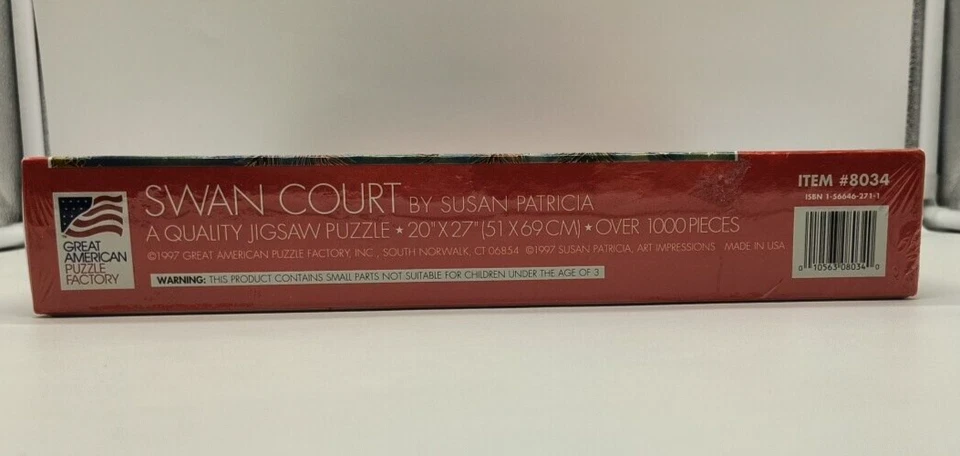 GREAT
AMERICAN
PUZZLE
FACTORY
SWAN COURT BY SUSAN PATRICIA
A QUALITY JIGSAW PUZZLE ★ 20"X27" (51 X 69 CM) ★ OVER 1000 PIECES
©1997 GREAT AMERICAN PUZZLE FACTORY, INC., SOUTH NORWALK, CT 06854 ©1997 SUSAN PATRICIA, ART IMPRESSIONS MADE IN USA
WARNING: THIS PRODUCT CONTAINS SMALL PARTS NOT SUITABLE FOR CHILDREN UNDER THE AGE OF 3
ITEM #8034
ISBN 1-56646-271-1
0 10563 08034 0